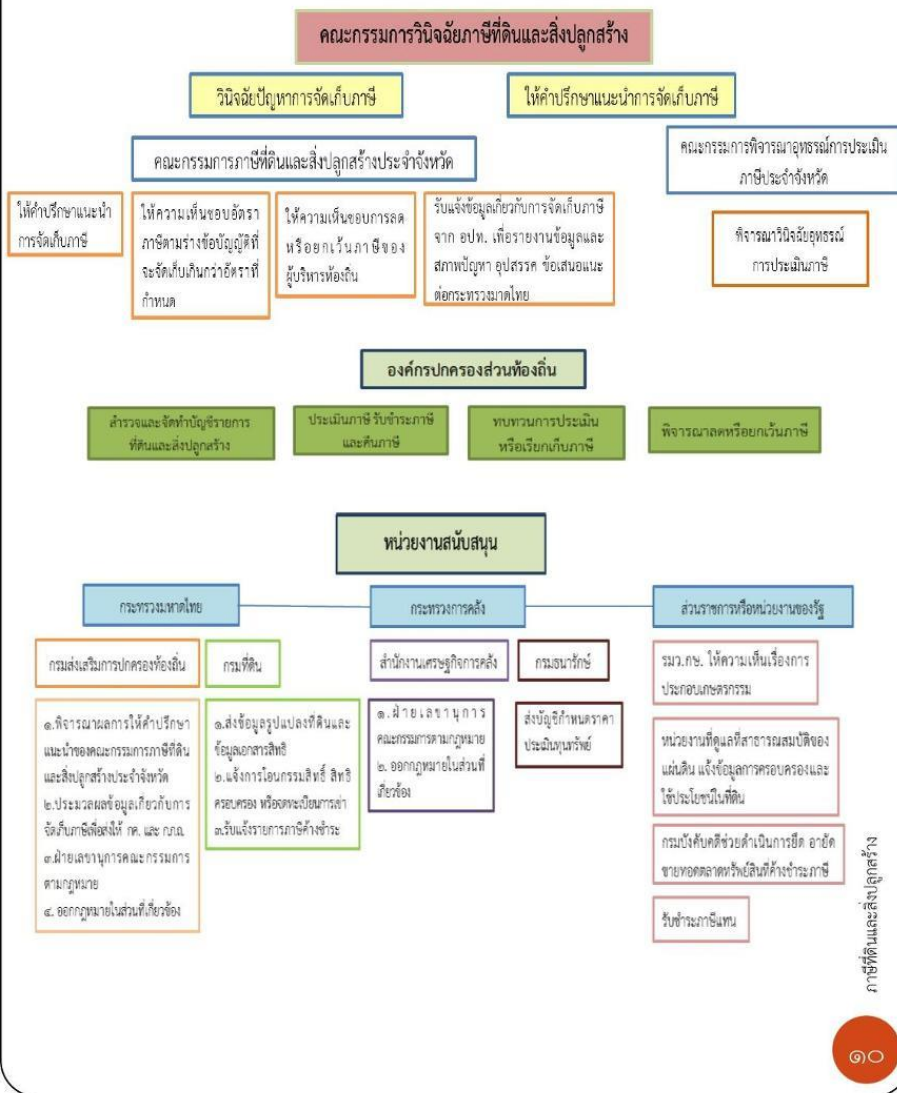 คณะกรรมการวินิจฉัยภาษีที่ดินและสิ่งปลูกสร้าง
วินิจฉัยปัญหาการจัดเก็บภาษี
ให้คำปรึกษาแนะนำการจัดเก็บภาษี
คณะกรรมการภาษีที่ดินและสิ่งปลูกสร้างประจำจังหวัด
คณะกรรมการพิจารณาอุทธรณ์การประเมิน
ภาษีประจำจังหวัด
ให้คำปรึกษาแนะนำ
การจัดเก็บภาษี
ให้ความเห็นชอบอัตรา
ภาษีตามร่างข้อบัญญัติที่
จะจัดเก็บเกินกว่าอัตราที่
กำหนด
ให้ความเห็นชอบการลด
หรือยกเว้นภาษีของ
ผู้บริหารท้องถิ่น
รับแจ้งข้อมูลเกี่ยวกับการจัดเก็บภาษี
จาก อปท. เพื่อรายงานข้อมูลและ
สภาพปัญหา อุปสรรค ข้อเสนอแนะ
ต่อกระทรวงมาดไทย
พิจารณาวินิจฉัยอุทธรณ์
การประเมินภาษี
องค์กรปกครองส่วนท้องถิ่น
สำรวจและจัดทำบัญชีรายการ
ที่ดินและสิ่งปลูกสร้าง
ประเมินภาษี รับชำระภาษี
และคืนภาษี
ทบทวนการประเมิน
หรือเรียกเก็บภาษี
พิจารณาลดหรือยกเว้นภาษี
หน่วยงานสนับสนุน
กระทรวงมหาดไทย
กระทรวงการคลัง
ส่วนราชการหรือหน่วยงานของรัฐ
กรมส่งเสริมการปกครองท้องถิ่น
กรมที่ดิน
สำนักงานเศรษฐกิจการคลัง
กรมธนารักษ์
รมว.กษ. ให้ความเห็นเรื่องการ
ประกอบเกษตรกรรม
๑.พิจารณาผลการให้คำปรึกษา
แนะนำของคณะกรรมการภาษีที่ดิน
และสิ่งปลูกสร้างประจำจังหวัด
๒.ประมวลผลข้อมูลเกี่ยวกับการ
จัดเก็บภาษีเพื่อส่งให้ กค. และ กภถ.
๓.ฝ่ายเลขานุการคณะกรรมการ
ตามกฎหมาย
๔. ออกกฎหมายในส่วนที่เกี่ยวข้อง
๑.ส่งข้อมูลรูปแปลงที่ดินและ
ข้อมูลเอกสารสิทธิ
๒.แจ้งการโอนกรรมสิทธิ์ สิทธิ
ครอบครอง หรือจดทะเบียนการเช่า
๓.รับแจ้งรายการภาษีค้างชำระ
๑.ฝ่ายเลขานุการ
คณะกรรมการตามกฎหมาย
๒. ออกกฎหมายในส่วนที่
เกี่ยวข้อง
ส่งบัญชีกำหนดราคา
ประเมินทุนทรัพย์
หน่วยงานที่ดูแลที่สาธารณสมบัติของ
แผ่นดิน แจ้งข้อมูลการครอบครองและ
ใช้ประโยชน์ในที่ดิน
กรมบังคับคดีช่วยดำเนินการยึด อายัด
ขายทอดตลาดทรัพย์สินที่ค้างชำระภาษี
รับชำระภาษีแทน
ภาษีที่ดินและสิ่งปลูกสร้าง
๑๐